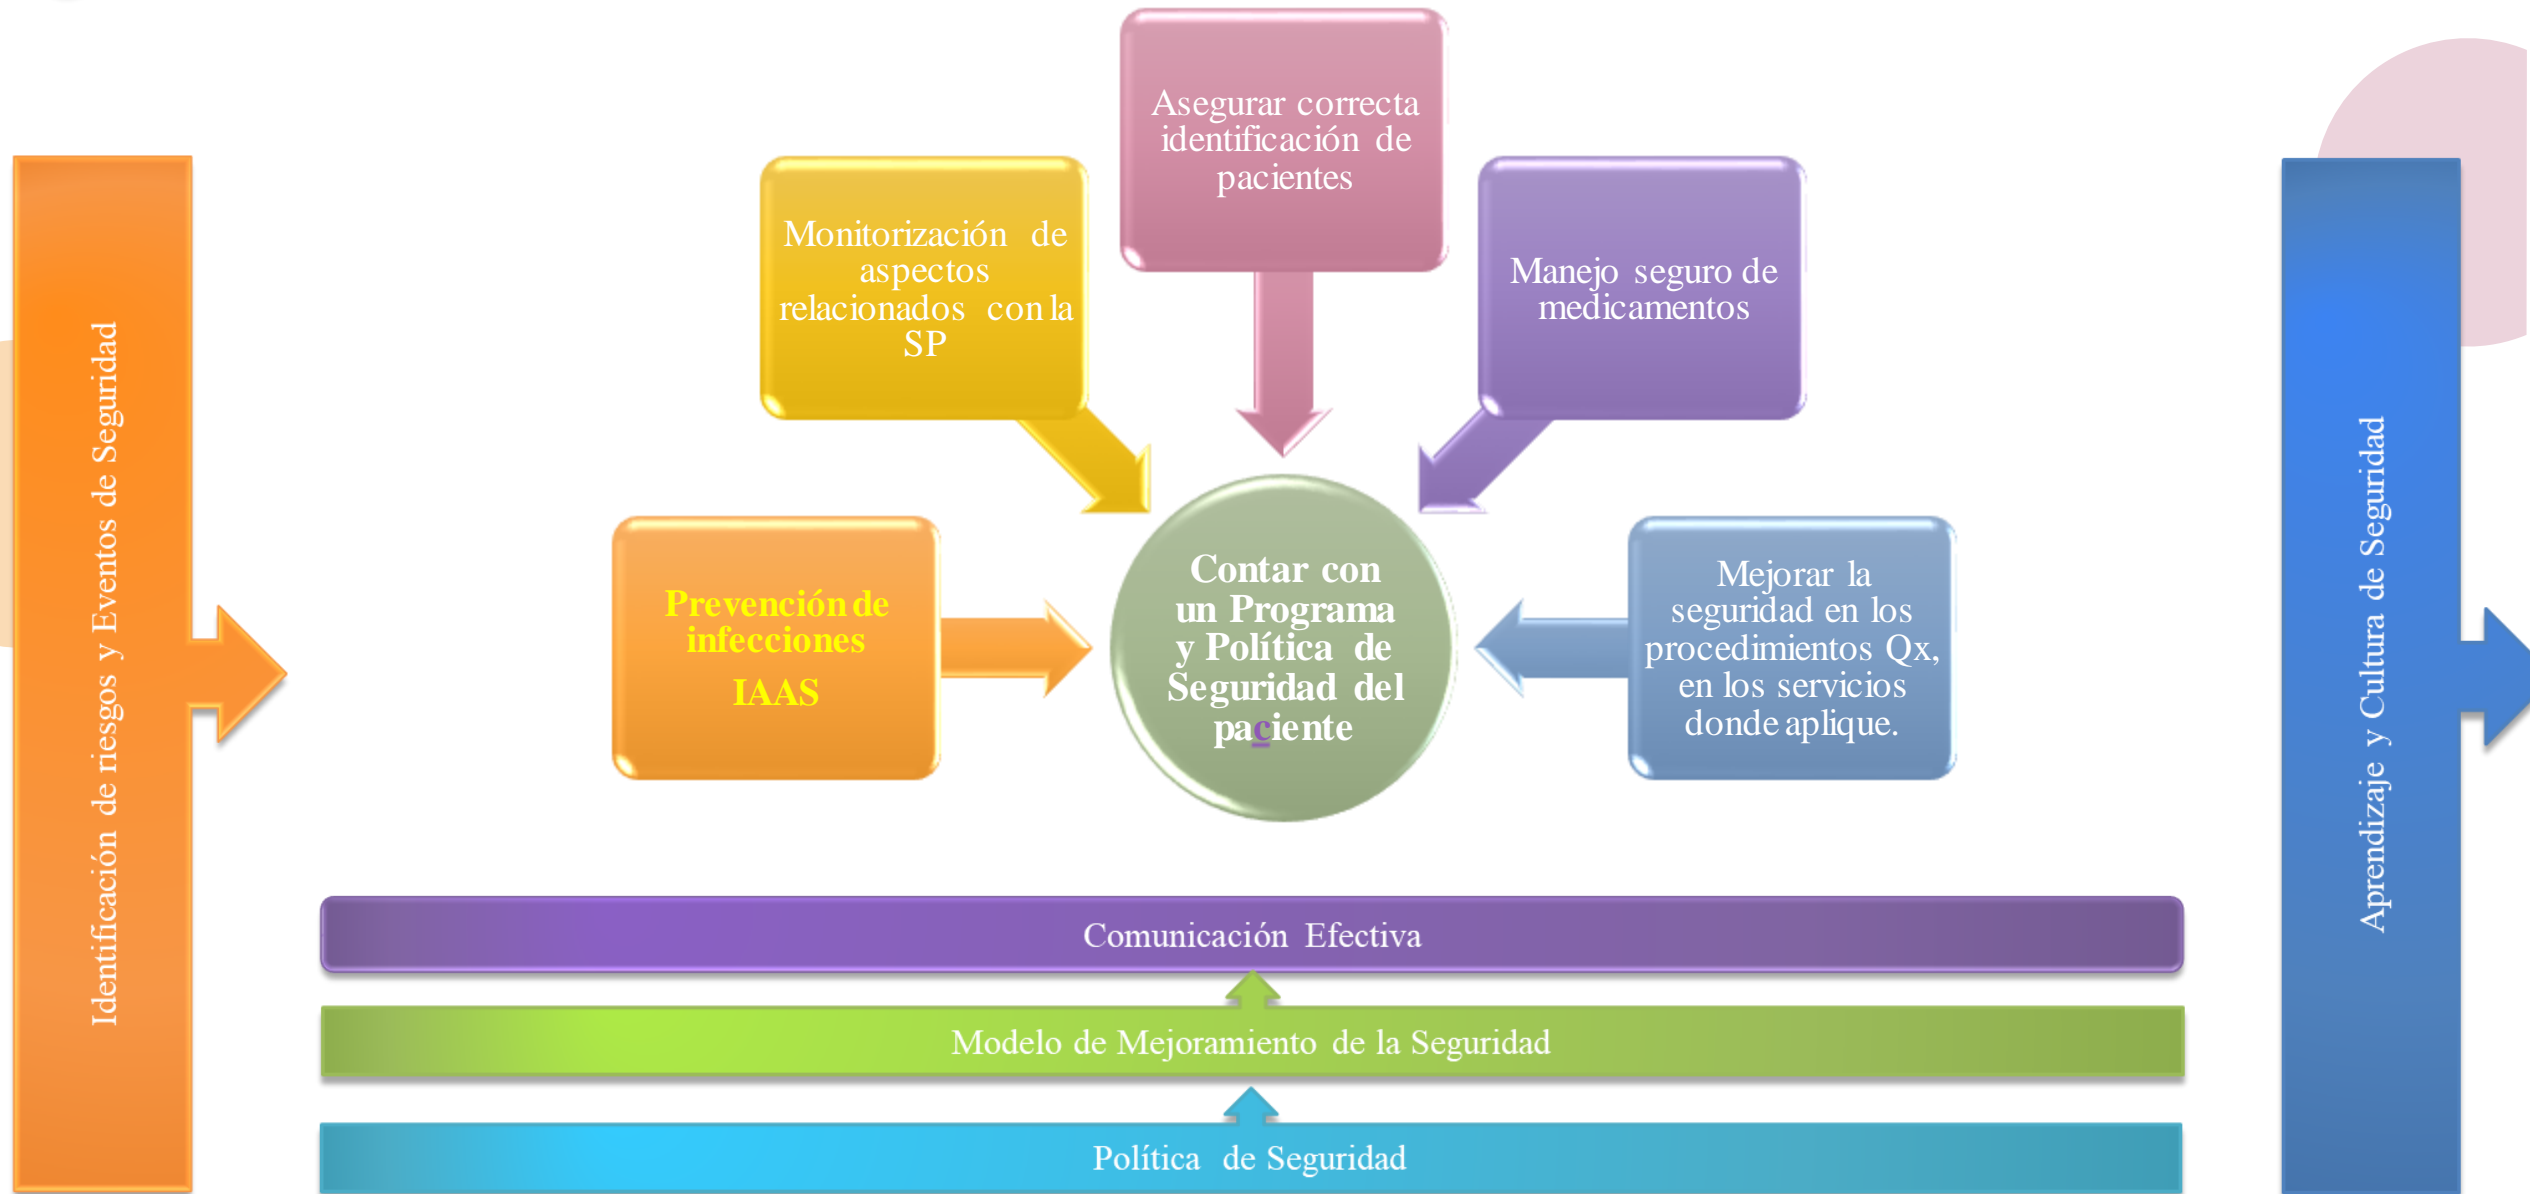 Identificación de riesgos y Eventos de Seguridad
Asegurar correcta
identificación de
pacientes
Monitorización de
aspectos
relacionados con la
SP
Manejo seguro de
medicamentos
Prevención de
infecciones
IAAS
Contar con
un Programa
y Política de
Seguridad del
paciente
Mejorar la
seguridad en los
procedimientos Qx,
en los servicios
donde aplique.
Comunicación Efectiva
Modelo de Mejoramiento de la Seguridad
Política de Seguridad
Aprendizaje y Cultura de Seguridad